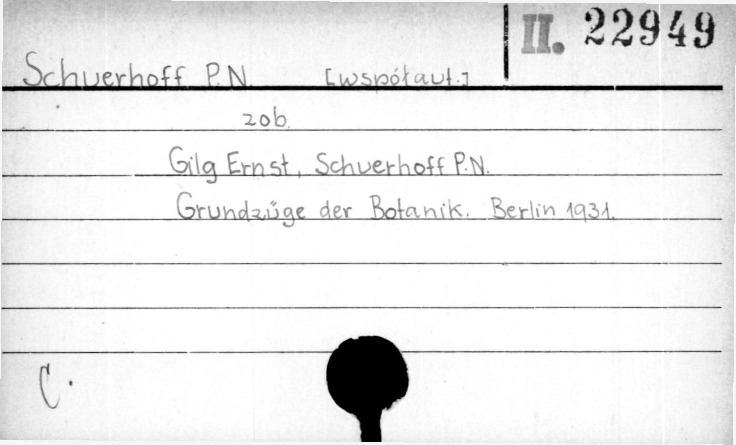 II. 22949
Schuerhoff P.N. [współaut.]
zob.
Gilg Ernst, Schuerhoff P.N.
Grundzüge der Botanik. Berlin 1931.
C.